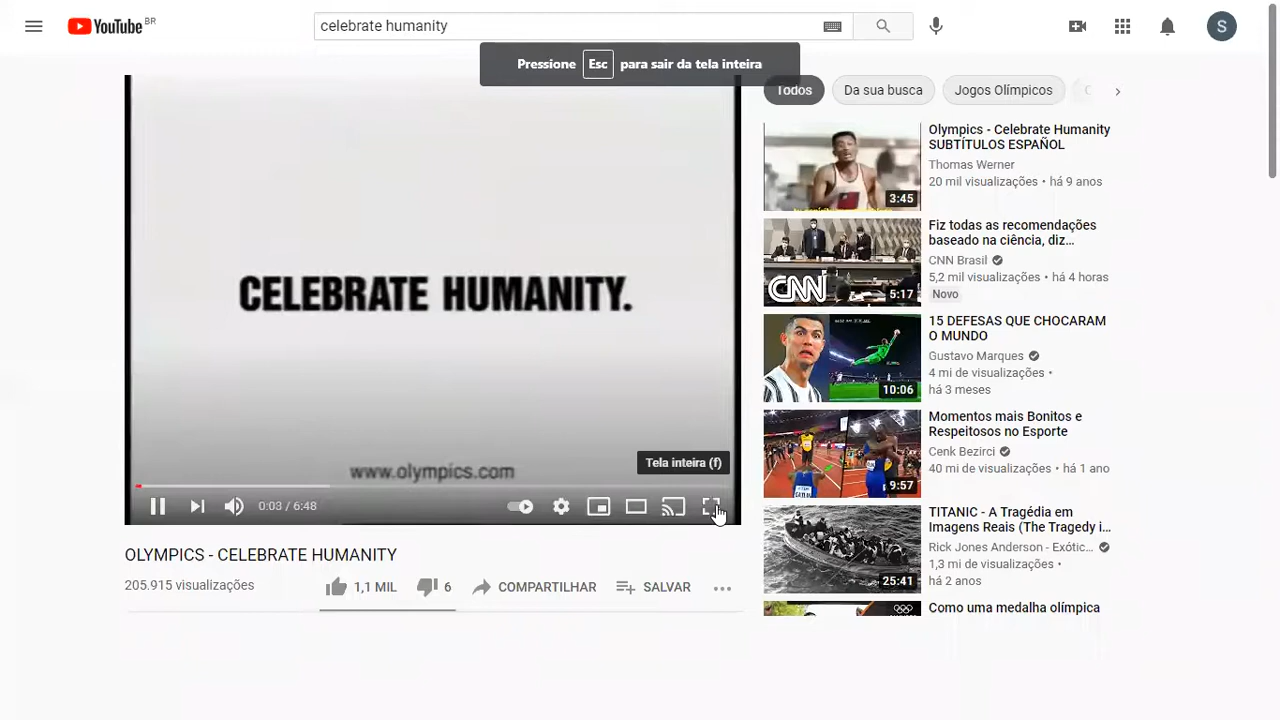 YouTube BR
celebrate humanity
S
Pressione Esc para sair da tela inteira
CELEBRATE HUMANITY.
www.olympics.com
Tela inteira (f)
0:03 / 6:48
OLYMPICS - CELEBRATE HUMANITY
205.915 visualizações
1,1 MIL
6
COMPARTILHAR
SALVAR
Todos
Da sua busca
Jogos Olímpicos
3:45
Olympics - Celebrate Humanity
SUBTÍTULOS ESPAÑOL
Thomas Werner
20 mil visualizações • há 9 anos
CNN
5:17
Fiz todas as recomendações
baseado na ciência, diz...
CNN Brasil
5,2 mil visualizações • há 4 horas
Novo
10:06
15 DEFESAS QUE CHOCARAM
O MUNDO
Gustavo Marques
4 mi de visualizações •
há 3 meses
9:57
Momentos mais Bonitos e
Respeitosos no Esporte
Cenk Bezirci
40 mi de visualizações • há 1 ano
25:41
TITANIC - A Tragédia em
Imagens Reais (The Tragedy i...
Rick Jones Anderson - Exótic...
1,3 mi de visualizações •
há 2 anos
Como uma medalha olímpica